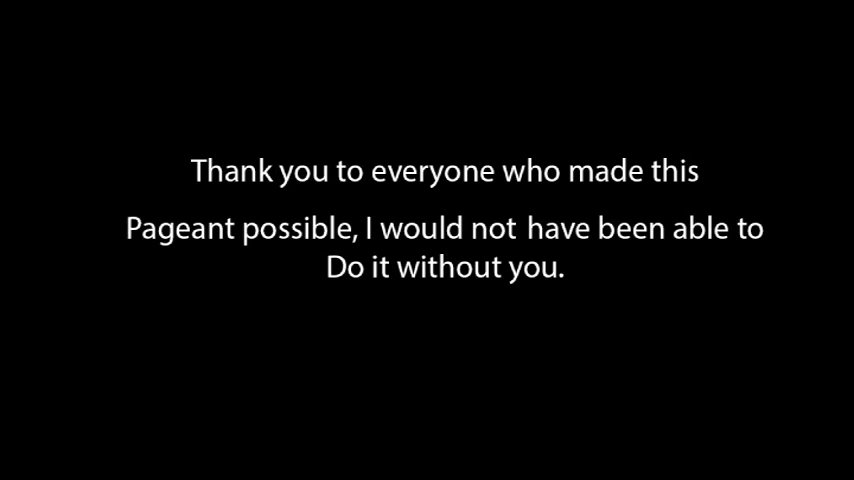 Thank you to everyone who made this
Pageant possible, I would not have been able to
Do it without you.